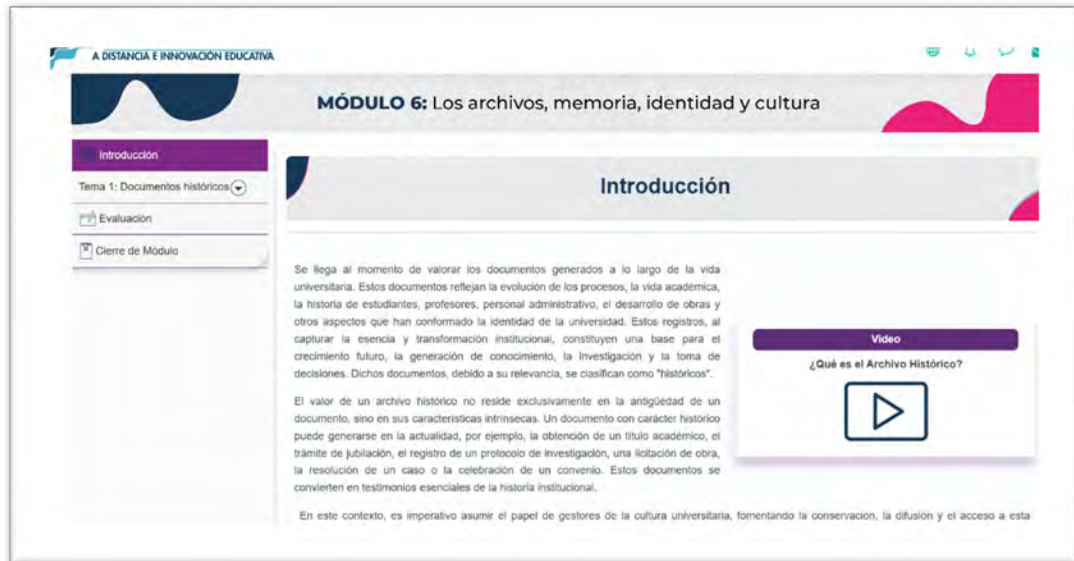 A DISTANCIA E INNOVACIÓN EDUCATIVA
MÓDULO 6: Los archivos, memoria, identidad y cultura
Introducción
Tema 1: Documentos históricos
Evaluación
Cierre de Módulo
Introducción
Se llega al momento de valorar los documentos generados a lo largo de la vida
universitaria. Estos documentos reflejan la evolución de los procesos, la vida académica,
la historia de estudiantes, profesores, personal administrativo, el desarrollo de obras y
otros aspectos que han conformado la identidad de la universidad. Estos registros, al
capturar la esencia y transformación institucional, constituyen una base para el
crecimiento futuro, la generación de conocimiento, la investigación y la toma de
decisiones. Dichos documentos, debido a su relevancia, se clasifican como "históricos".
El valor de un archivo histórico no reside exclusivamente en la antigüedad de un
documento, sino en sus características intrínsecas. Un documento con carácter histórico
puede generarse en la actualidad, por ejemplo, la obtención de un título académico, el
trámite de jubilación, el registro de un protocolo de investigación, una licitación de obra,
la resolución de un caso o la celebración de un convenio. Estos documentos se
convierten en testimonios esenciales de la historia institucional.
En este contexto, es imperativo asumir el papel de gestores de la cultura universitaria, fomentando la conservación, la difusión y el acceso a esta
Video
¿Qué es el Archivo Histórico?